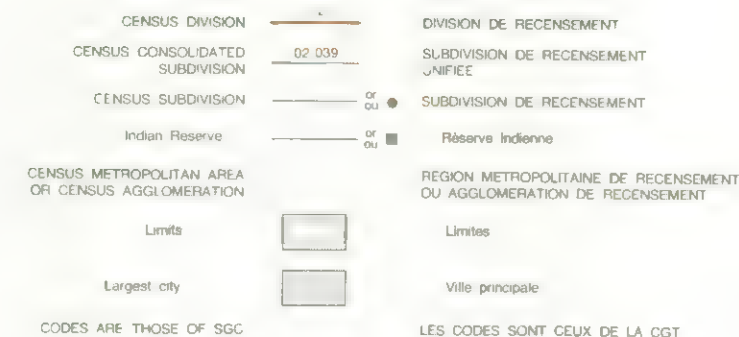 CENSUS DIVISION DIVISION DE RECENSEMENT
CENSUS CONSOLIDATED 02 039 SUBDIVISION DE RECENSEMENT
SUBDIVISION UNIFIEE
CENSUS SUBDIVISION or ou SUBDIVISION DE RECENSEMENT
Indian Reserve or ou Réserve Indienne
CENSUS METROPOLITAN AREA REGION METROPOLITAINE DE RECENSEMENT
OR CENSUS AGGLOMERATION OU AGGLOMERATION DE RECENSEMENT
Limits Limites
Largest city Ville principale
CODES ARE THOSE OF SGC LES CODES SONT CEUX DE LA CGT